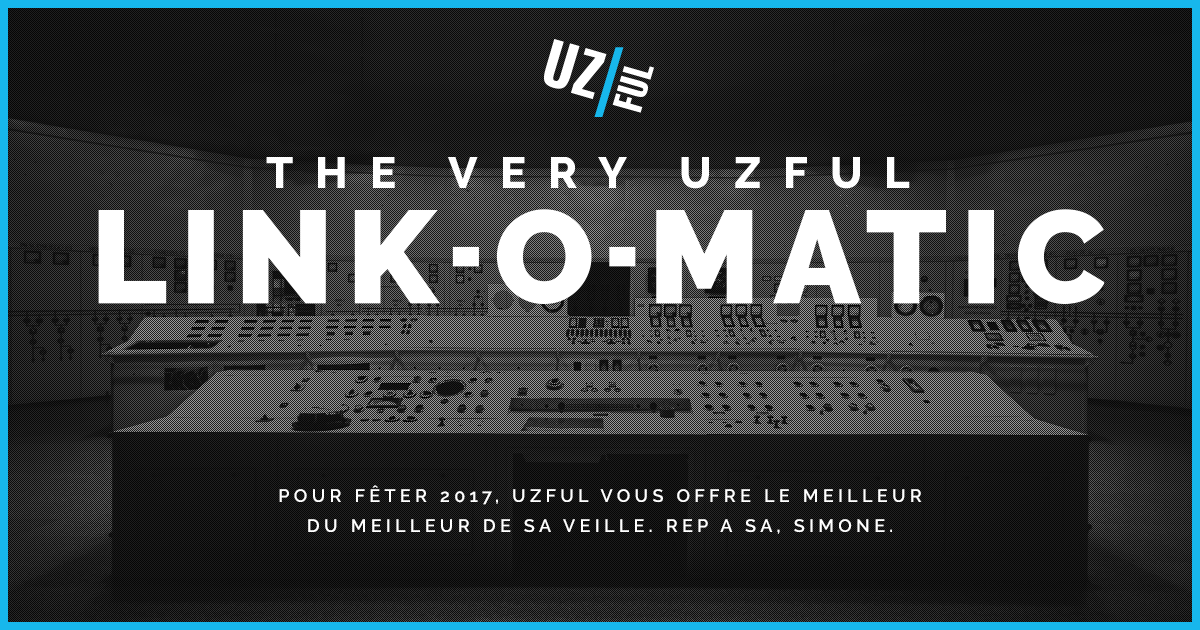 UZ/FUL
THE VERY UZFUL
LINK-O-MATIC
POUR FÊTER 2017, UZFUL VOUS OFFRE LE MEILLEUR
DU MEILLEUR DE SA VEILLE. REP A SA, SIMONE.